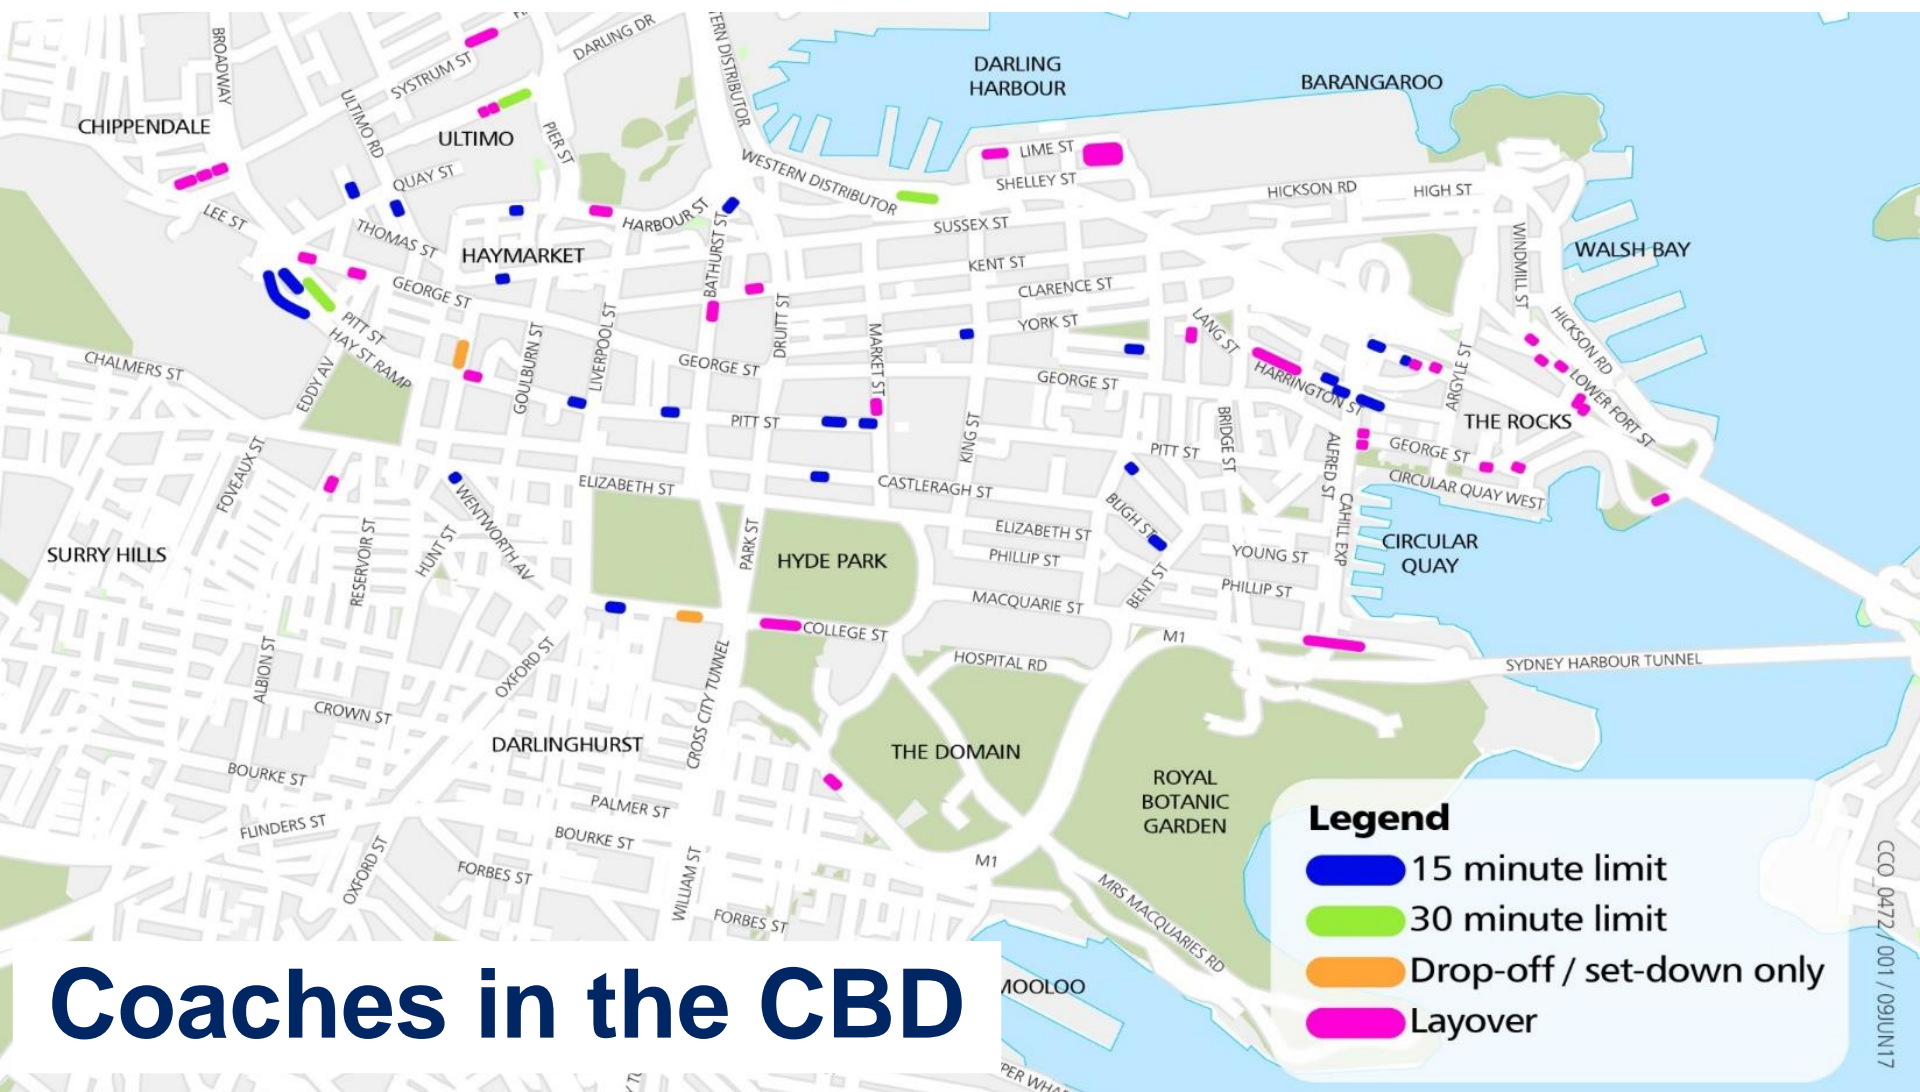 BROADWAY
SYSTRUM ST
DARLING DR
ERN DISTRIBUTOR
DARLING
HARBOUR
BARANGAROO
CHIPPENDALE
ULTIMO RD
ULTIMO
PIER ST
QUAY ST
LEE ST
THOMAS ST
HAYMARKET
HARBOUR ST
BATHURST ST
WESTERN DISTRIBUTOR
LIME ST
SHELLEY ST
SUSSEX ST
HICKSON RD
HIGH ST
WINDMILL ST
WALSH BAY
KENT ST
CLARENCE ST
YORK ST
GEORGE ST
PITT ST
HAY ST RAMP
CHALMERS ST
EDDY AV
GOULBURN ST
LIVERPOOL ST
GEORGE ST
DRUITT ST
MARKET ST
GEORGE ST
LANG ST
HARRINGTON ST
ARGYLE ST
HICKSON RD
LOWER FORT ST
THE ROCKS
PITT ST
KING ST
PITT ST
BRIDGE ST
ALFRED ST
GEORGE ST
CIRCULAR QUAY WEST
FOVEAUX ST
WENTWORTH AV
ELIZABETH ST
CASTLERAGH ST
BLIGH ST
CAHILL EXP
CIRCULAR
QUAY
SURRY HILLS
RESERVOIR ST
HUNT ST
PARK ST
HYDE PARK
ELIZABETH ST
PHILLIP ST
YOUNG ST
PHILLIP ST
BENT ST
MACQUARIE ST
COLLEGE ST
M1
HOSPITAL RD
SYDNEY HARBOUR TUNNEL
ALBION ST
OXFORD ST
CROSS CITY TUNNEL
CROWN ST
DARLINGHURST
THE DOMAIN
ROYAL
BOTANIC
GARDEN
BOURKE ST
PALMER ST
FLINDERS ST
BOURKE ST
OXFORD ST
FORBES ST
WILLIAM ST
FORBES ST
M1
MRS MACQUARIES RD
MOOLOO
Coaches in the CBD
Legend
15 minute limit
30 minute limit
Drop-off / set-down only
Layover
CCO_0472 / 001 / 09JUN17